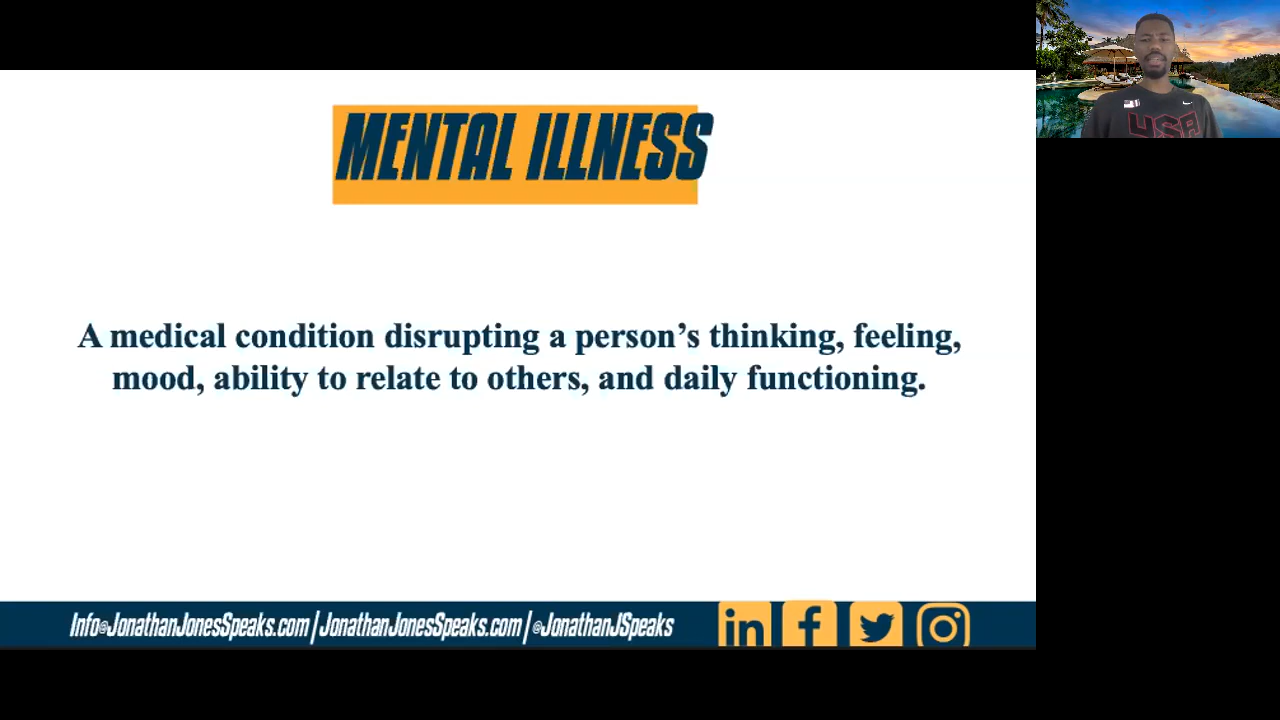 MENTAL ILLNESS
A medical condition disrupting a person’s thinking, feeling,
mood, ability to relate to others, and daily functioning.
Info@JonathanJonesSpeaks.com | JonathanJonesSpeaks.com | @JonathanJSpeaks
in f
USA